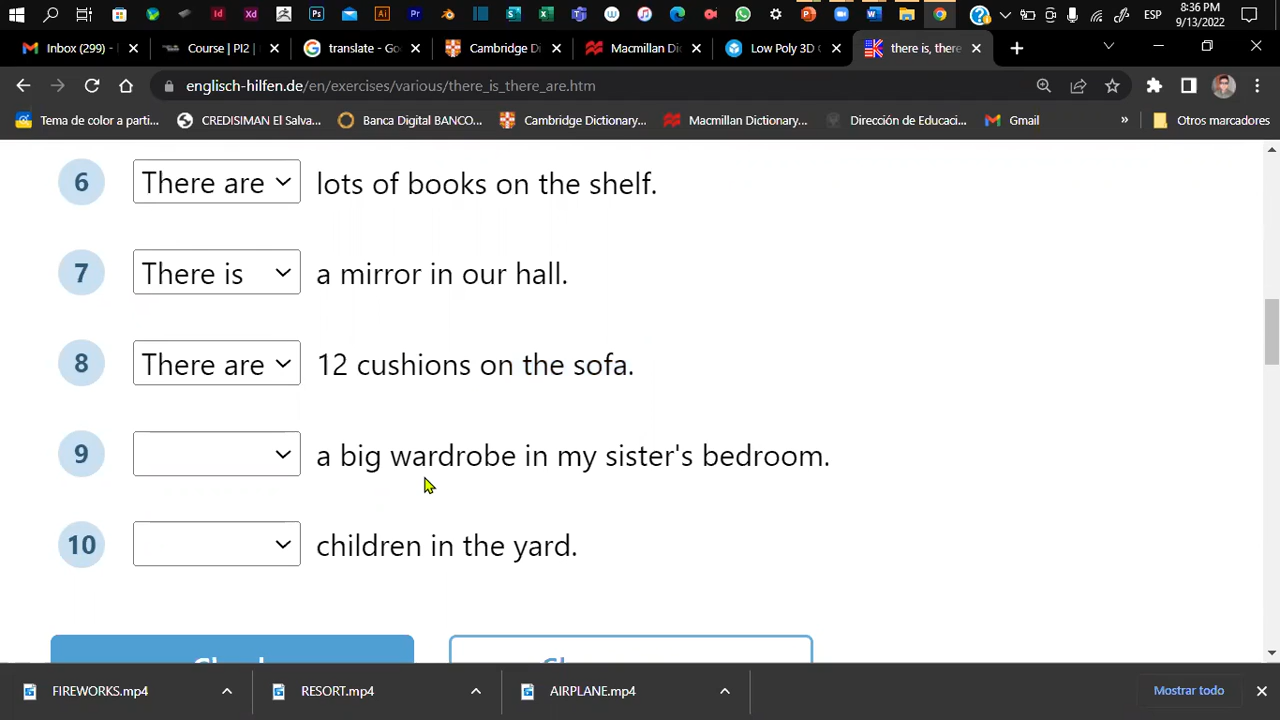 8:36 PM
ESP
9/13/2022
Inbox (299) -
Course | PI2 |
translate - Go
Cambridge Di
Macmillan Dic
Low Poly 3D
there is, there
englisch-hilfen.de/en/exercises/various/there_is_there_are.htm
Tema de color a parti...
CREDISIMAN El Salva...
Banca Digital BANCO...
Cambridge Dictionary...
Macmillan Dictionary...
Dirección de Educaci...
Gmail
»
Otros marcadores
6 There are lots of books on the shelf.
7 There is a mirror in our hall.
8 There are 12 cushions on the sofa.
9 a big wardrobe in my sister's bedroom.
10 children in the yard.
FIREWORKS.mp4
RESORT.mp4
AIRPLANE.mp4
Mostrar todo